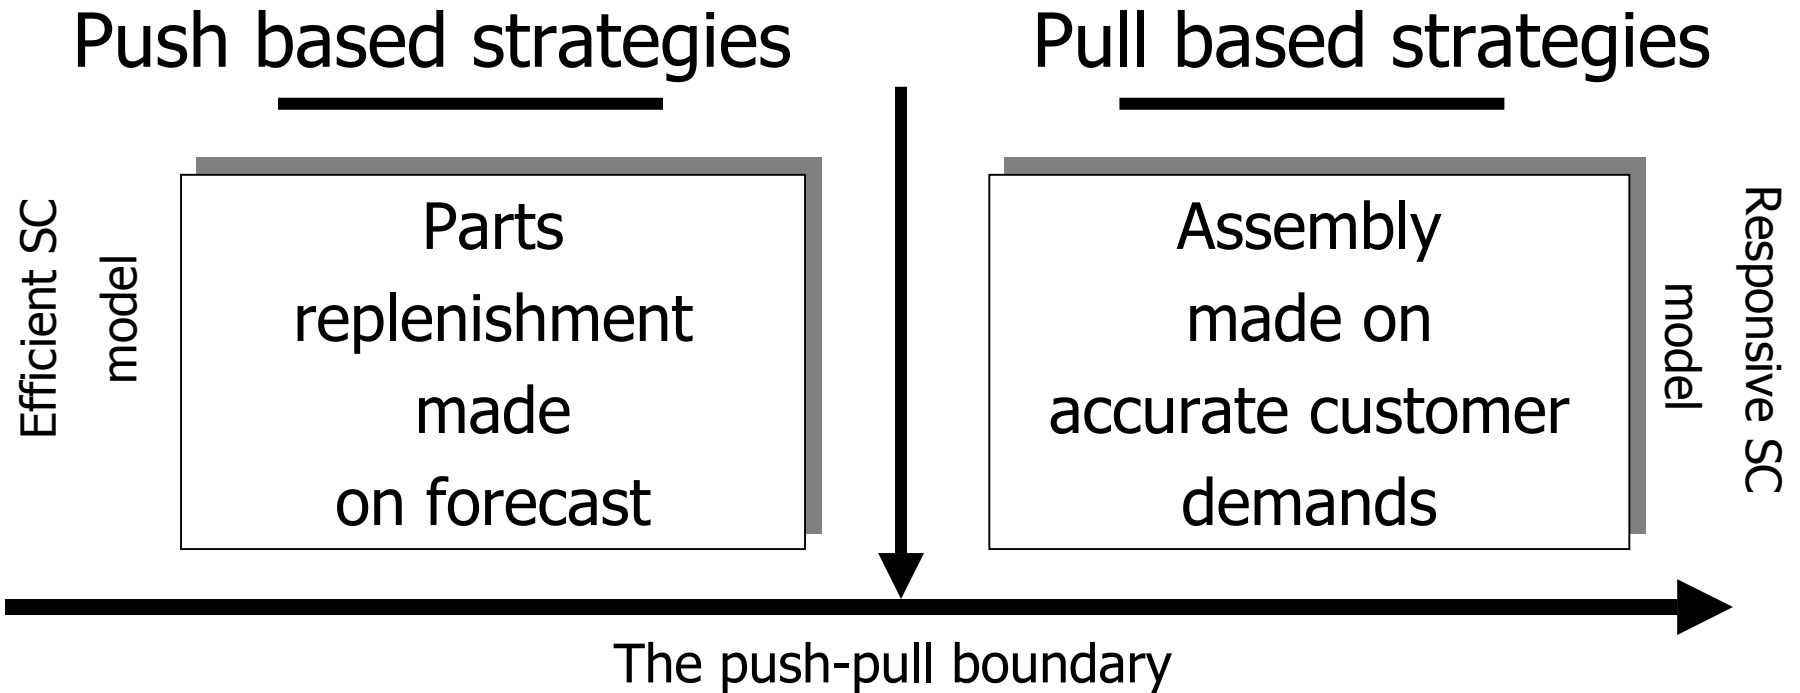 Push based strategies
Pull based strategies
Efficient SC
model
Parts
replenishment
made
on forecast
Assembly
made on
accurate customer
demands
Responsive SC
model
The push-pull boundary